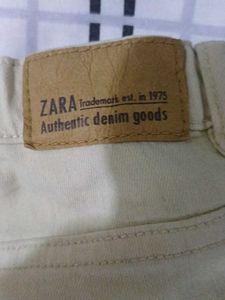 ZARA Trademark est. in 1975
Authentic denim goods